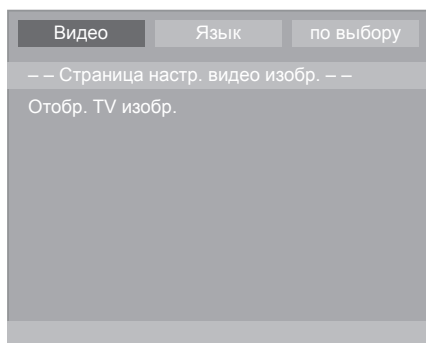 Видео Язык по выбору
– – Страница настр. видео изобр. – –
Отобр. TV изобр.